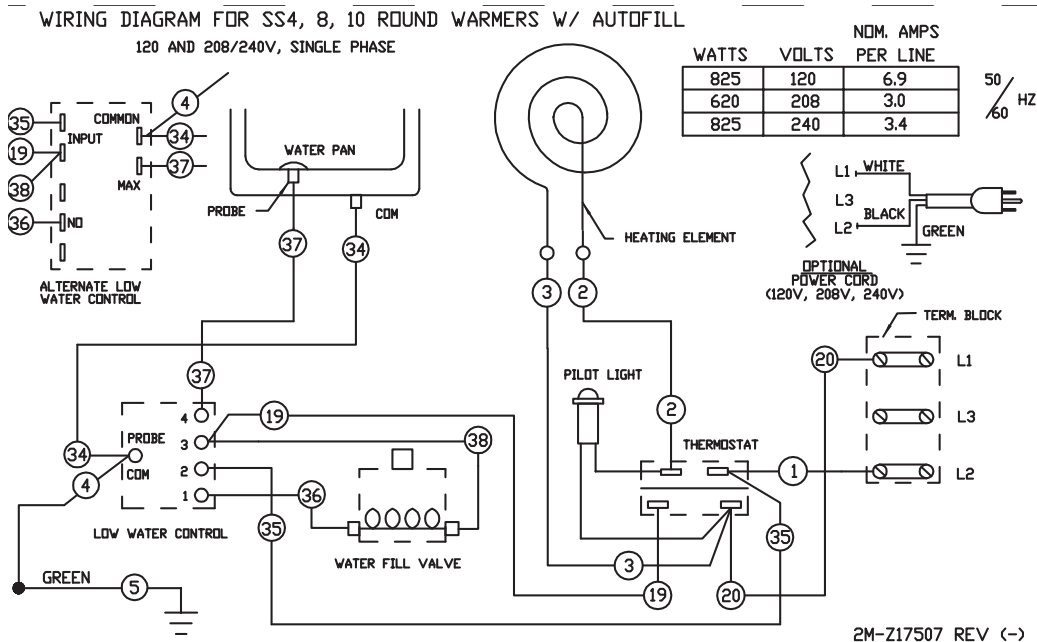 WIRING DIAGRAM FOR SS4, 8, 10 ROUND WARMERS W/ AUTOFILL
120 AND 208/240V, SINGLE PHASE
NOM. AMPS
WATTS VOLTS PER LINE
825 120 6.9
620 208 3.0
825 240 3.4
50/60 HZ
4
COMMON
35
INPUT
34
19
37
MAX
38
36
NO
ALTERNATE LOW
WATER CONTROL
WATER PAN
PROBE
COM
37
34
HEATING ELEMENT
3
2
L1 WHITE
L3
BLACK
L2
GREEN
OPTIONAL
POWER CORD
(120V, 208V, 240V)
TERM. BLOCK
20
L1
L3
L2
PILOT LIGHT
2
THERMOSTAT
1
37
19
4
PROBE
3
38
34
COM
2
4
1
36
35
LOW WATER CONTROL
WATER FILL VALVE
35
3
GREEN
5
19
20
2M-Z17507 REV (-)